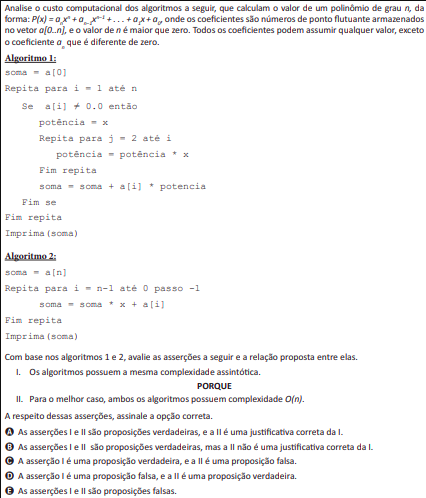 Analise o custo computacional dos algoritmos a seguir, que calculam o valor de um polinômio de grau n, da
forma: P(x) = aₙxⁿ + aₙ₋₁xⁿ⁻¹ + . . . + a₁x + a₀, onde os coeficientes são números de ponto flutuante armazenados
no vetor a[0..n], e o valor de n é maior que zero. Todos os coeficientes podem assumir qualquer valor, exceto
o coeficiente aₙ que é diferente de zero.
Algoritmo 1:
soma = a[0]
Repita para i = 1 até n
Se a[i] ≠ 0.0 então
potência = x
Repita para j = 2 até i
potência = potência * x
Fim repita
soma = soma + a[i] * potencia
Fim se
Fim repita
Imprima(soma)
Algoritmo 2:
soma = a[n]
Repita para i = n-1 até 0 passo -1
soma = soma * x + a[i]
Fim repita
Imprima(soma)
Com base nos algoritmos 1 e 2, avalie as asserções a seguir e a relação proposta entre elas.
I. Os algoritmos possuem a mesma complexidade assintótica.
PORQUE
II. Para o melhor caso, ambos os algoritmos possuem complexidade O(n).
A respeito dessas asserções, assinale a opção correta.
A As asserções I e II são proposições verdadeiras, e a II é uma justificativa correta da I.
B As asserções I e II são proposições verdadeiras, mas a II não é uma justificativa correta da I.
C A asserção I é uma proposição verdadeira, e a II é uma proposição falsa.
D A asserção I é uma proposição falsa, e a II é uma proposição verdadeira.
E As asserções I e II são proposições falsas.